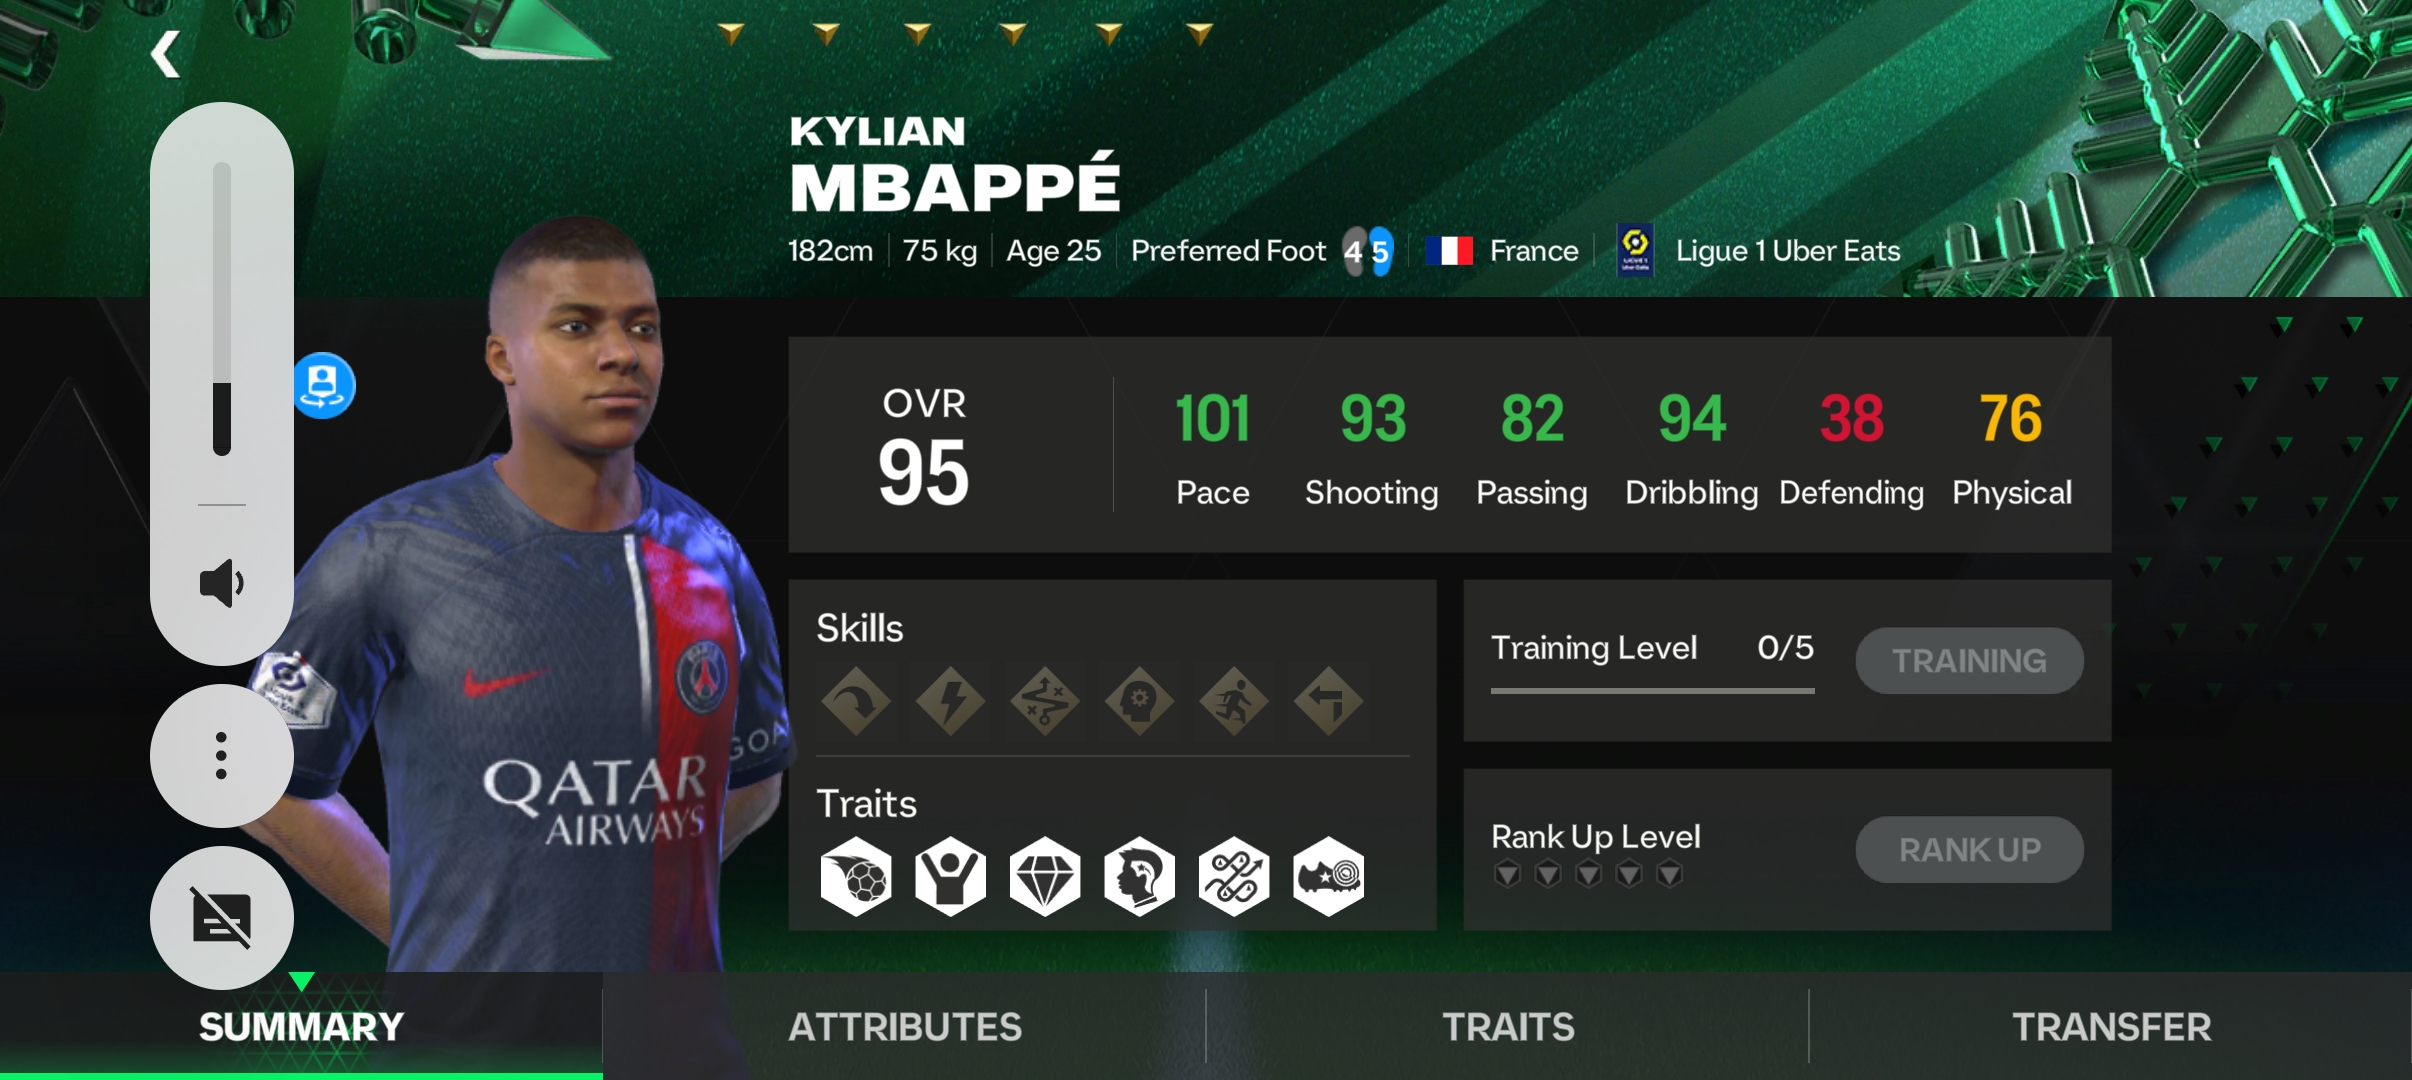 KYLIAN
MBAPPÉ
182cm 75 kg Age 25 Preferred Foot 4 5 France Ligue 1 Uber Eats
OVR
95
101 93 82 94 38 76
Pace Shooting Passing Dribbling Defending Physical
Skills
Training Level 0/5 TRAINING
Traits
Rank Up Level RANK UP
QATAR
AIRWAYS
GOA
SUMMARY ATTRIBUTES TRAITS TRANSFER